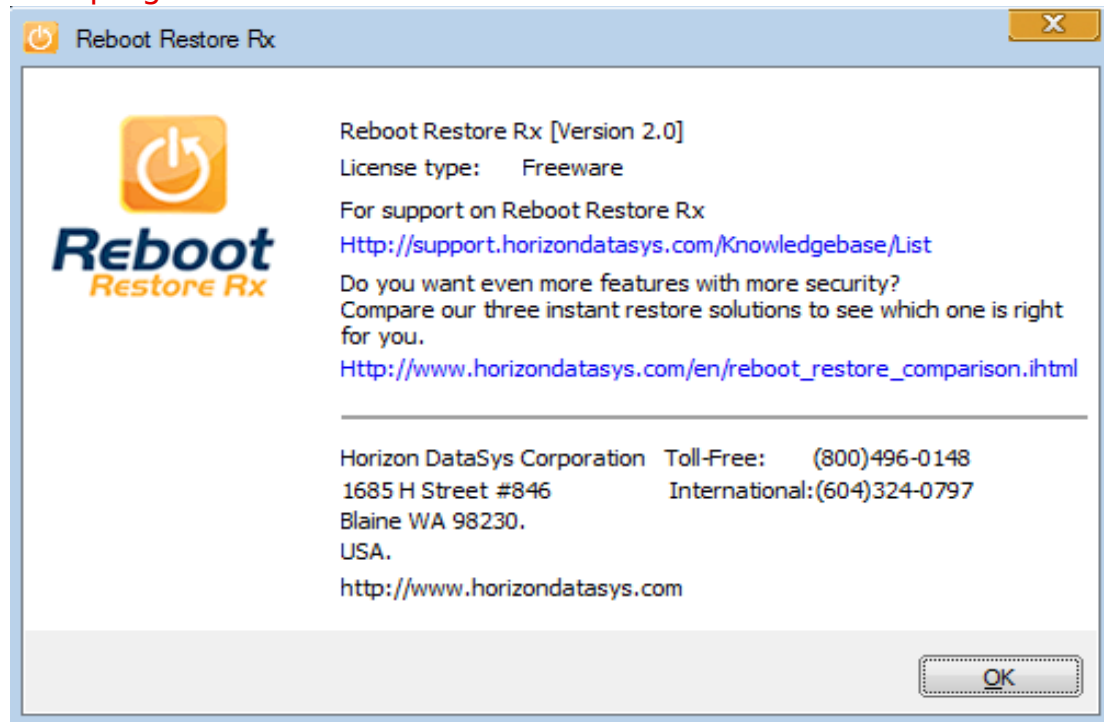 Reboot Restore Rx
Reboot
Restore Rx
Reboot Restore Rx [Version 2.0]
License type: Freeware
For support on Reboot Restore Rx
Http://support.horizondatasys.com/Knowledgebase/List
Do you want even more features with more security?
Compare our three instant restore solutions to see which one is right
for you.
Http://www.horizondatasys.com/en/reboot_restore_comparison.ihtml
Horizon DataSys Corporation Toll-Free: (800)496-0148
1685 H Street #846 International:(604)324-0797
Blaine WA 98230.
USA.
http://www.horizondatasys.com
OK